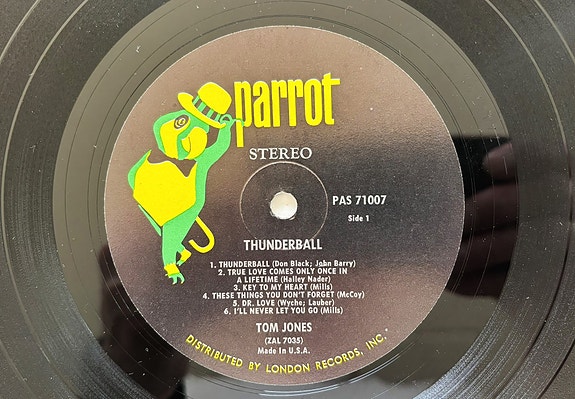 parrot
STEREO
PAS 71007
Side 1
THUNDERBALL
1. THUNDERBALL (Don Black; John Barry)
2. TRUE LOVE COMES ONLY ONCE IN
A LIFETIME (Halley Nader)
3. KEY TO MY HEART (Mills)
4. THESE THINGS YOU DON'T FORGET (McCoy)
5. DR. LOVE (Wyche; Lauber)
6. I'LL NEVER LET YOU GO (Mills)
TOM JONES
(ZAL 7035)
Made In U.S.A.
DISTRIBUTED BY LONDON RECORDS, INC.